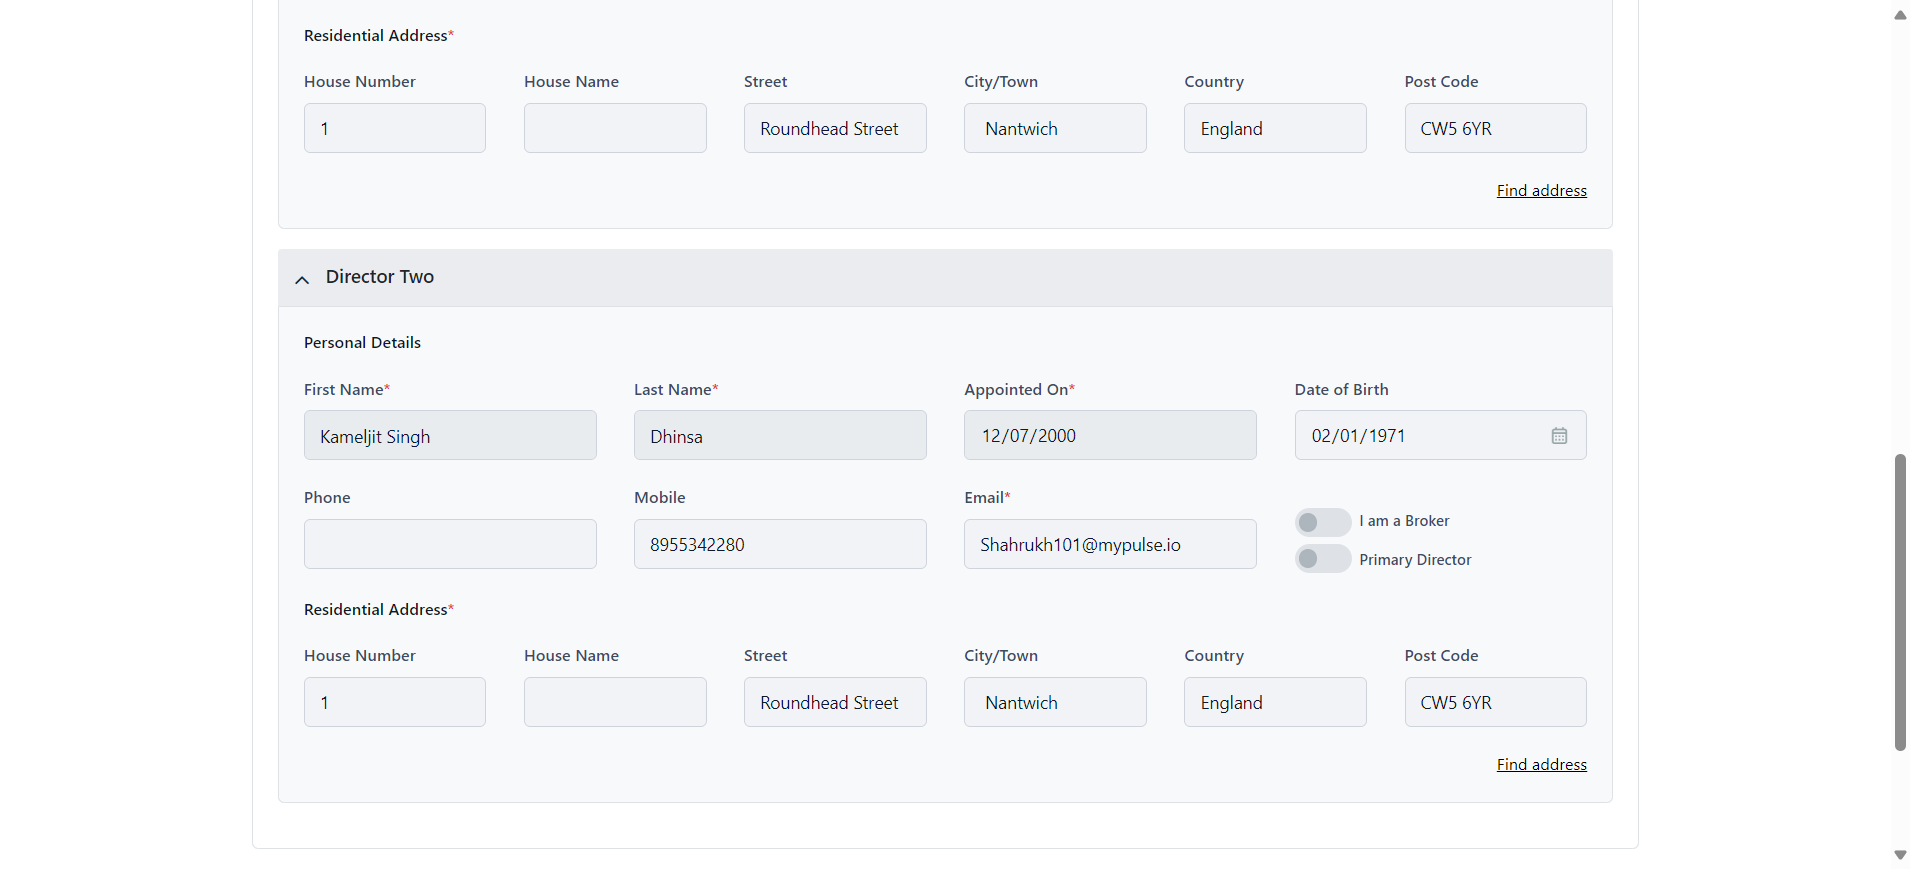 Residential Address*
House Number House Name Street City/Town Country Post Code
1 Roundhead Street Nantwich England CW5 6YR
Find address
Director Two
Personal Details
First Name* Last Name* Appointed On* Date of Birth
Kameljit Singh Dhinsa 12/07/2000 02/01/1971
Phone Mobile Email*
I am a Broker
8955342280 Shahrukh101@mypulse.io
Primary Director
Residential Address*
House Number House Name Street City/Town Country Post Code
1 Roundhead Street Nantwich England CW5 6YR
Find address